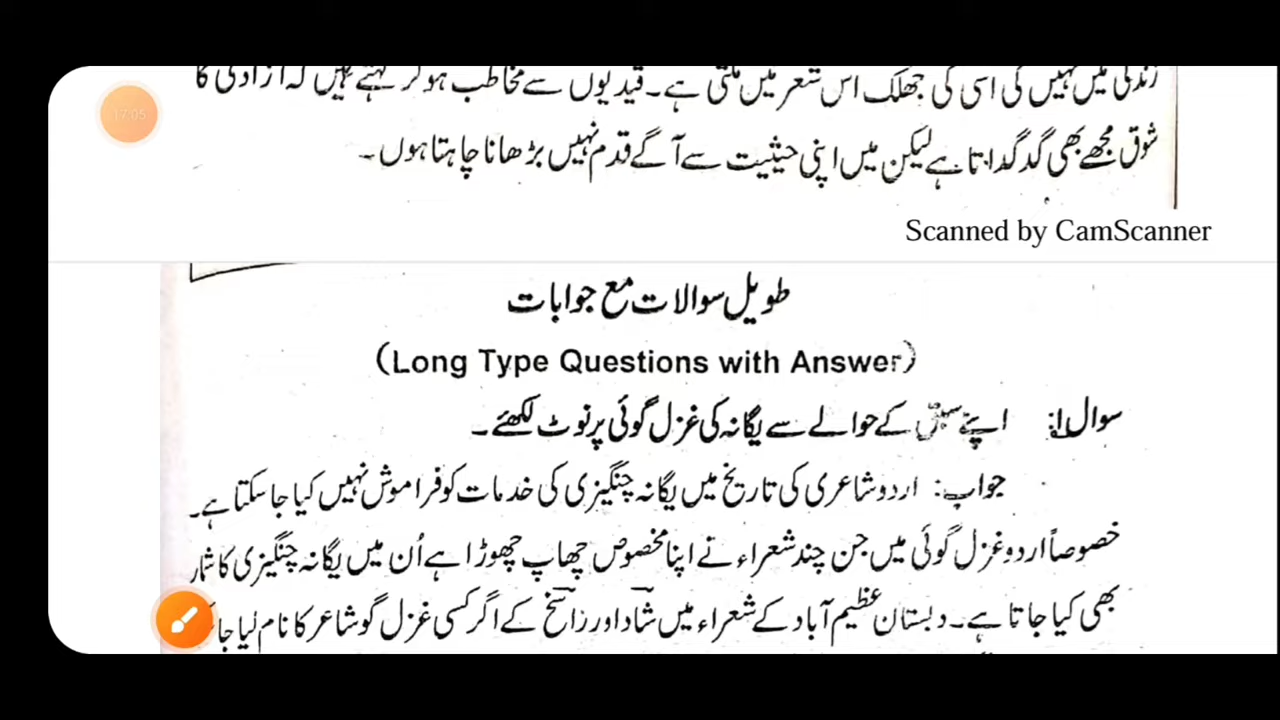 زندگی میں نہیں کی اسی کی جھلک اس شعر میں ملتی ہے۔ قیدیوں سے مخاطب ہو کر کہتے ہیں کہ آزادی کا
17:05
شوق مجھے بھی گدگداتا ہے لیکن میں اپنی حیثیت سے آگے قدم نہیں بڑھانا چاہتا ہوں۔
Scanned by CamScanner
طویل سوالات مع جوابات
(Long Type Questions with Answer)
سوال 1: اپنے سبق کے حوالے سے یگانہ کی غزل گوئی پر نوٹ لکھئے۔
جواب: اردو شاعری کی تاریخ میں یگانہ چنگیزی کی خدمات کو فراموش نہیں کیا جا سکتا ہے۔
خصوصاً اردو غزل گوئی میں جن چند شعراء نے اپنا مخصوص چھاپ چھوڑا ہے اُن میں یگانہ چنگیزی کا شمار
بھی کیا جاتا ہے۔ دبستان عظیم آباد کے شعراء میں شاد اور راسخ کے اگر کسی غزل گو شاعر کا نام لیا جا